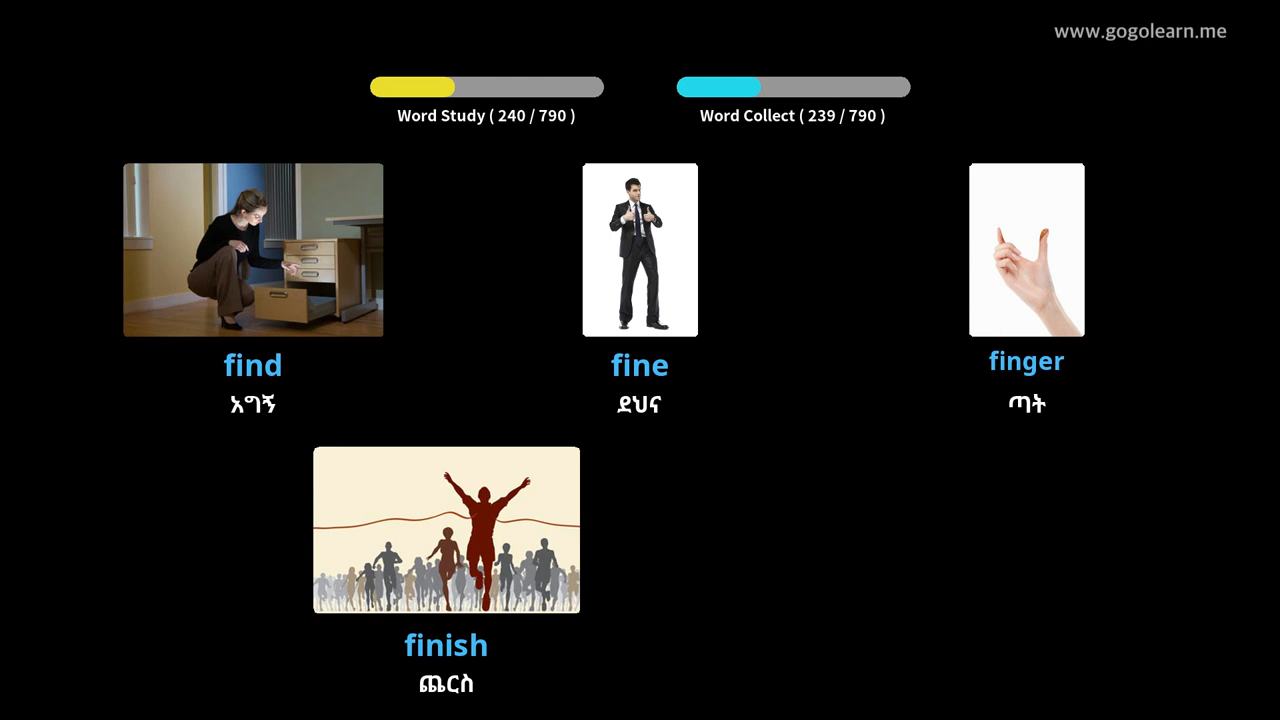 www.gogolearn.me
Word Study ( 240 / 790 )
Word Collect ( 239 / 790 )
find
አግኝ
fine
ደህና
finger
ጣት
finish
ጨርስ